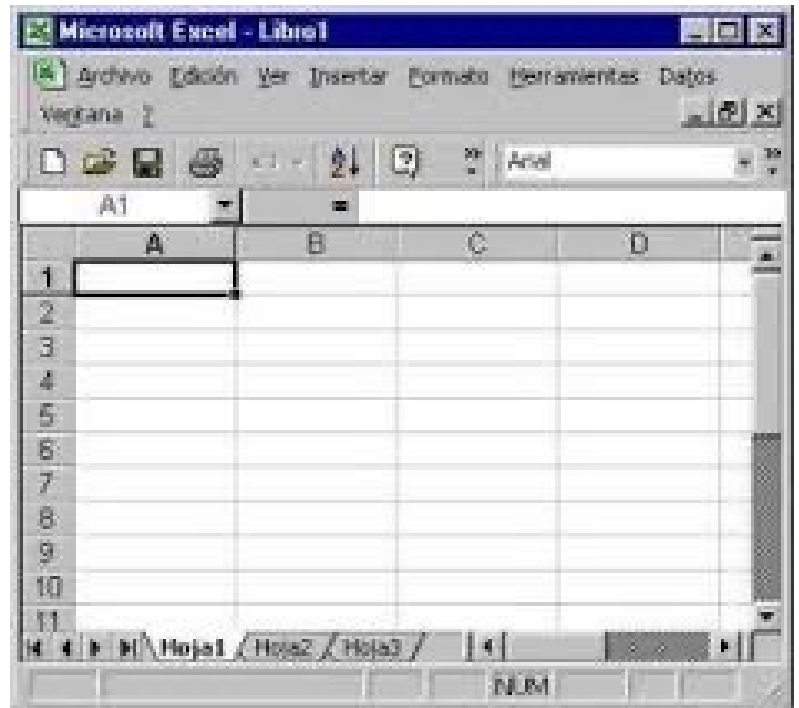 Microsoft Excel - Libro1
Archivo Edición Ver Insertar Formato Herramientas Datos
Ventana ?
Arial
A1 =
A B C D
1
2
3
4
5
6
7
8
9
10
11
Hoja1 Hoja2 Hoja3
NUM